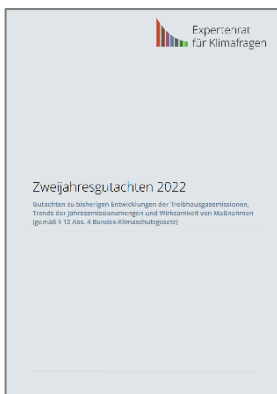 Expertenrat
für Klimafragen
Zweijahresgutachten 2022
Gutachten zu bisherigen Entwicklungen der Treibhausgasemissionen,
Trends der Jahresemissionsmengen und Wirksamkeit von Maßnahmen
(gemäß § 12 Abs. 4 Bundes-Klimaschutzgesetz)